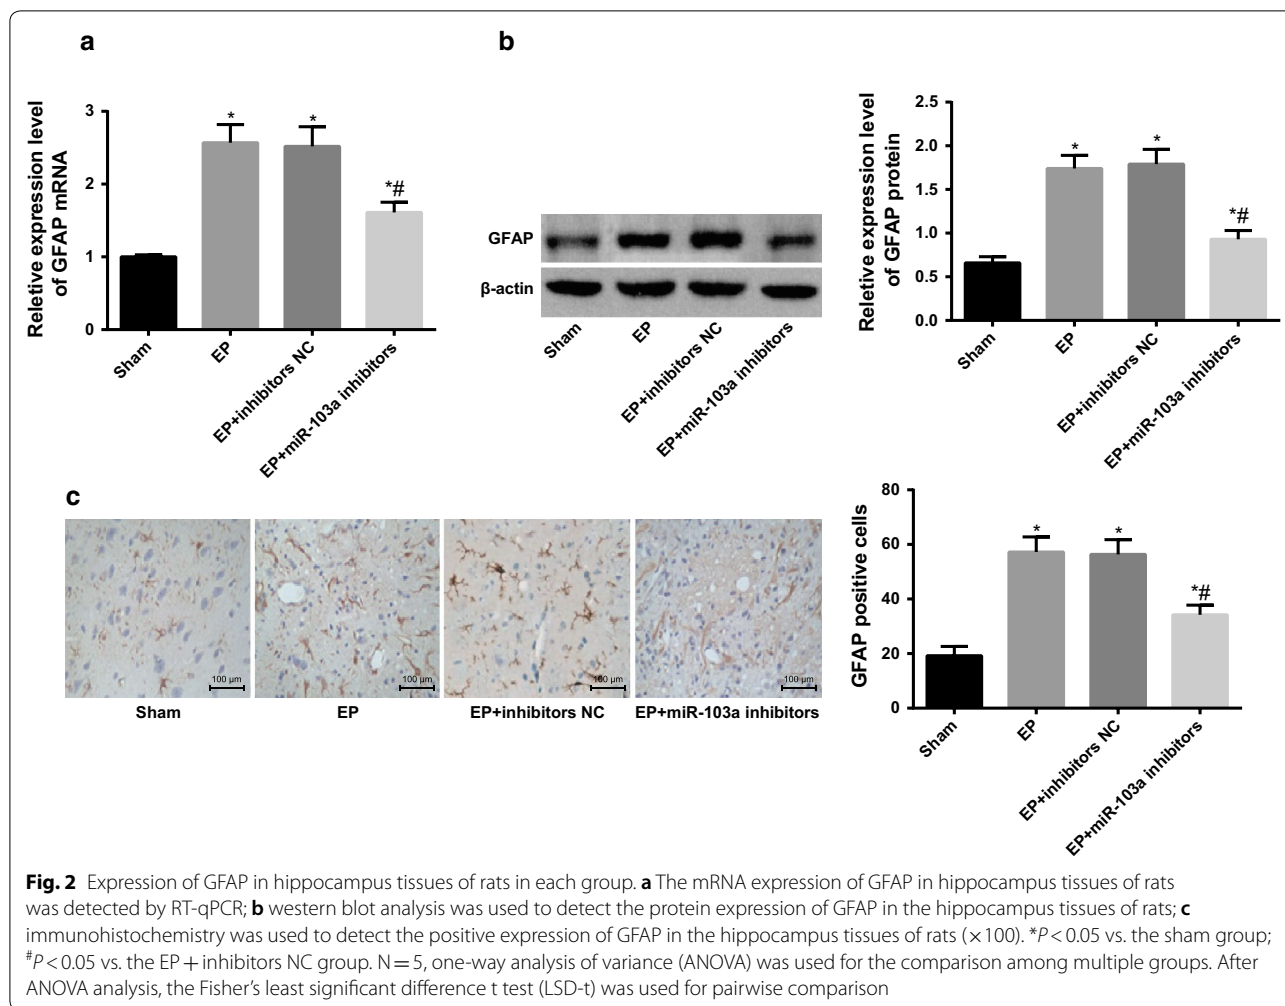 a
Reletive expression level
of GFAP mRNA
3
2
1
0
*
*
*#
Sham
EP
EP+inhibitors NC
EP+miR-103a inhibitors
b
GFAP
β-actin
Sham
EP
EP+inhibitors NC
EP+miR-103a inhibitors
Reletive expression level
of GFAP protein
2.5
2.0
1.5
1.0
0.5
0.0
*
*
*#
Sham
EP
EP+inhibitors NC
EP+miR-103a inhibitors
c
100 µm
100 µm
100 µm
100 µm
Sham
EP
EP+inhibitors NC
EP+miR-103a inhibitors
GFAP positive cells
80
60
40
20
0
*
*
*#
Sham
EP
EP+inhibitors NC
EP+miR-103a inhibitors
Fig. 2 Expression of GFAP in hippocampus tissues of rats in each group. a The mRNA expression of GFAP in hippocampus tissues of rats
was detected by RT-qPCR; b western blot analysis was used to detect the protein expression of GFAP in the hippocampus tissues of rats; c
immunohistochemistry was used to detect the positive expression of GFAP in the hippocampus tissues of rats (×100). *P<0.05 vs. the sham group;
#P<0.05 vs. the EP+inhibitors NC group. N=5, one-way analysis of variance (ANOVA) was used for the comparison among multiple groups. After
ANOVA analysis, the Fisher's least significant difference t test (LSD-t) was used for pairwise comparison